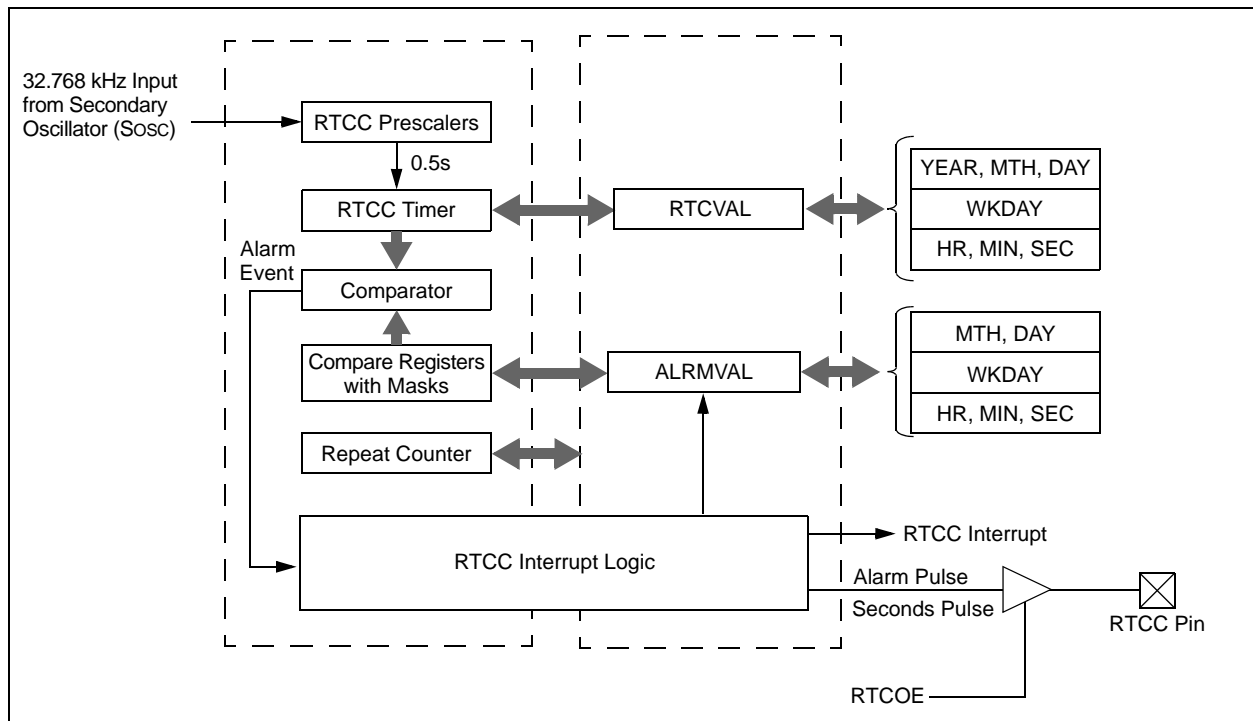 32.768 kHz Input
from Secondary
Oscillator (SOSC)
RTCC Prescalers
0.5s
RTCC Timer
RTCVAL
YEAR, MTH, DAY
WKDAY
HR, MIN, SEC
Alarm
Event
Comparator
Compare Registers
with Masks
ALRMVAL
MTH, DAY
WKDAY
HR, MIN, SEC
Repeat Counter
RTCC Interrupt Logic
RTCC Interrupt
Alarm Pulse
Seconds Pulse
RTCC Pin
RTCOE